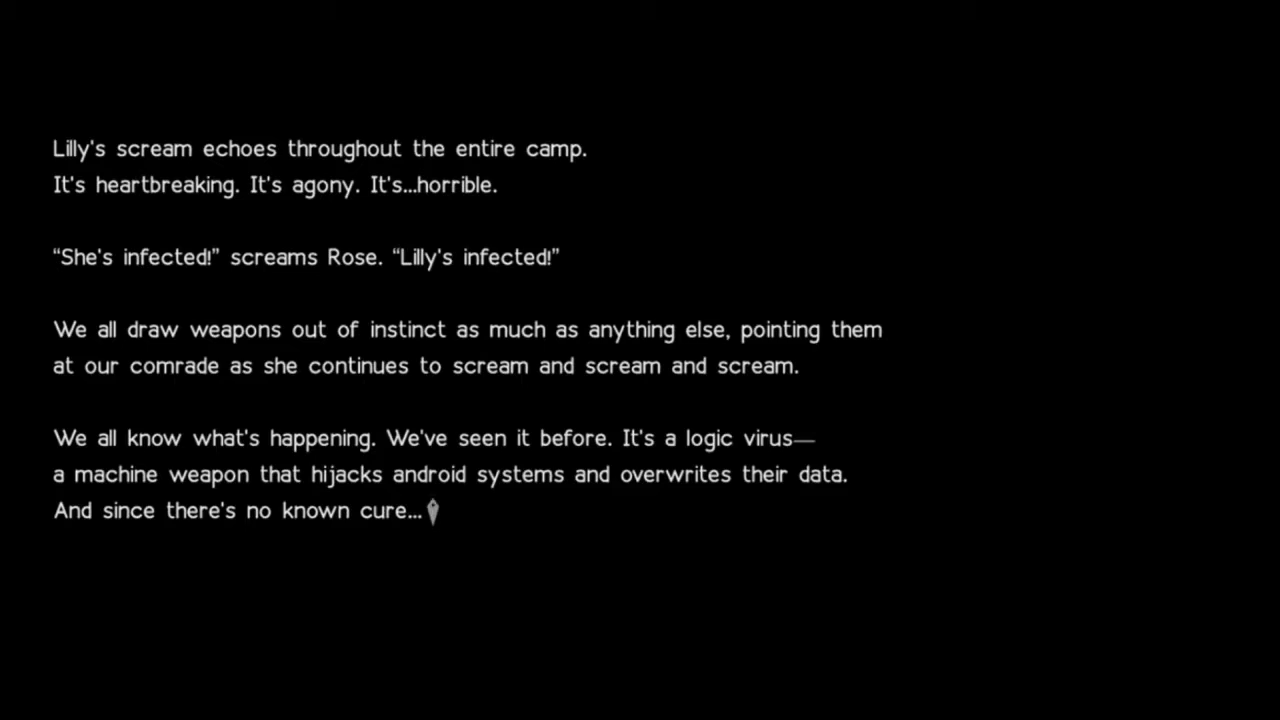 Lilly's scream echoes throughout the entire camp.
It's heartbreaking. It's agony. It's...horrible.
“She's infected!” screams Rose. “Lilly's infected!”
We all draw weapons out of instinct as much as anything else, pointing them
at our comrade as she continues to scream and scream and scream.
We all know what's happening. We've seen it before. It's a logic virus—
a machine weapon that hijacks android systems and overwrites their data.
And since there's no known cure...